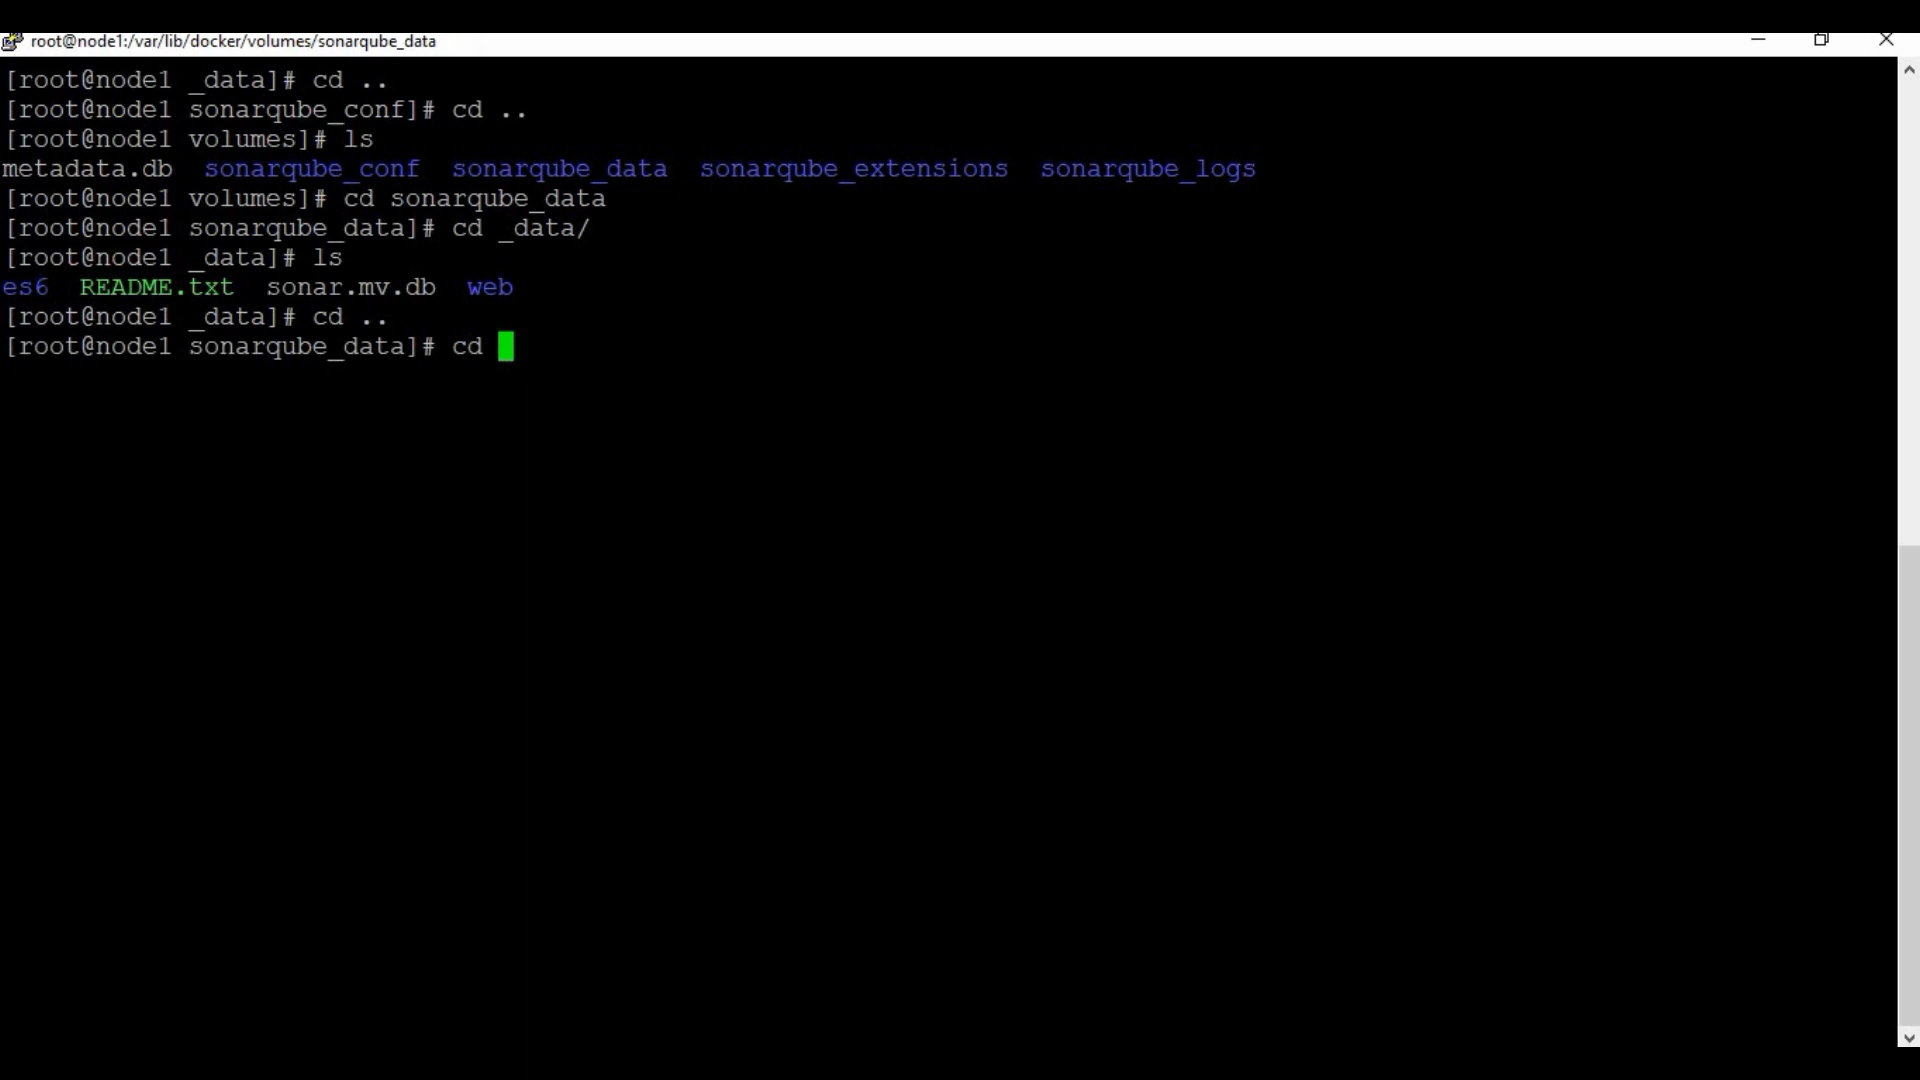 root@node1:/var/lib/docker/volumes/sonarqube_data
[root@node1 _data]# cd ..
[root@node1 sonarqube_conf]# cd ..
[root@node1 volumes]# ls
metadata.db  sonarqube_conf  sonarqube_data  sonarqube_extensions  sonarqube_logs
[root@node1 volumes]# cd sonarqube_data
[root@node1 sonarqube_data]# cd _data/
[root@node1 _data]# ls
es6  README.txt  sonar.mv.db  web
[root@node1 _data]# cd ..
[root@node1 sonarqube_data]# cd